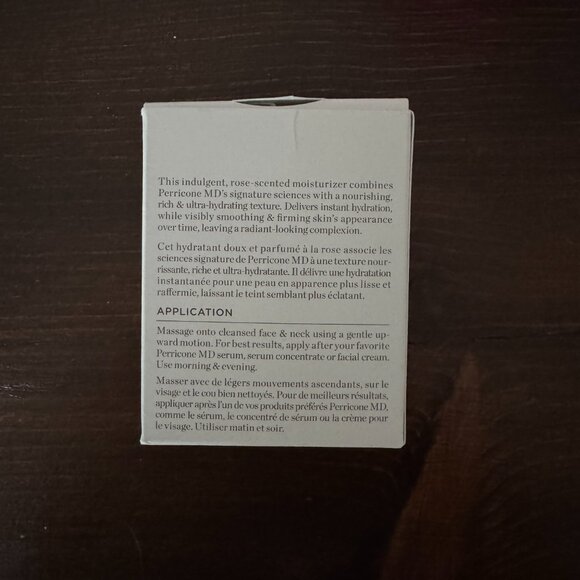 This indulgent, rose-scented moisturizer combines
Perricone MD's signature sciences with a nourishing,
rich & ultra-hydrating texture. Delivers instant hydration,
while visibly smoothing & firming skin's appearance
over time, leaving a radiant-looking complexion.
Cet hydratant doux et parfumé à la rose associe les
sciences signature de Perricone MD à une texture nour-
rissante, riche et ultra-hydratante. Il délivre une hydratation
instantanée pour une peau en apparence plus lisse et
raffermie, laissant le teint semblant plus éclatant.
APPLICATION
Massage onto cleansed face & neck using a gentle up-
ward motion. For best results, apply after your favorite
Perricone MD serum, serum concentrate or facial cream.
Use morning & evening.
Masser avec de légers mouvements ascendants, sur le
visage et le cou bien nettoyés. Pour de meilleurs résultats,
appliquer après l'un de vos produits préférés Perricone MD,
comme le sérum, le concentré de sérum ou la crème pour
le visage. Utiliser matin et soir.